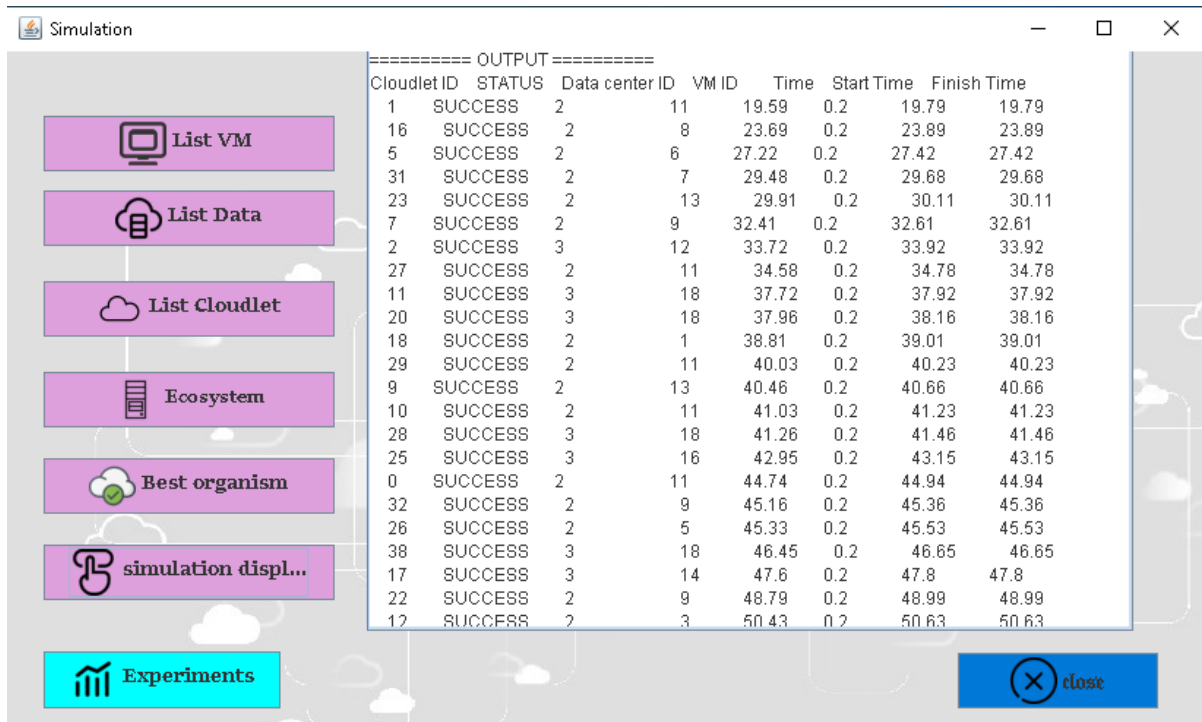 Simulation
List VM
List Data
List Cloudlet
Ecosystem
Best organism
simulation displ...
Experiments
========== OUTPUT ==========
Cloudlet ID STATUS Data center ID VM ID Time Start Time Finish Time
1 SUCCESS 2 11 19.59 0.2 19.79 19.79
16 SUCCESS 2 8 23.69 0.2 23.89 23.89
5 SUCCESS 2 6 27.22 0.2 27.42 27.42
31 SUCCESS 2 7 29.48 0.2 29.68 29.68
23 SUCCESS 2 13 29.91 0.2 30.11 30.11
7 SUCCESS 2 9 32.41 0.2 32.61 32.61
2 SUCCESS 3 12 33.72 0.2 33.92 33.92
27 SUCCESS 2 11 34.58 0.2 34.78 34.78
11 SUCCESS 3 18 37.72 0.2 37.92 37.92
20 SUCCESS 3 18 37.96 0.2 38.16 38.16
18 SUCCESS 2 1 38.81 0.2 39.01 39.01
29 SUCCESS 2 11 40.03 0.2 40.23 40.23
9 SUCCESS 2 13 40.46 0.2 40.66 40.66
10 SUCCESS 2 11 41.03 0.2 41.23 41.23
28 SUCCESS 3 18 41.26 0.2 41.46 41.46
25 SUCCESS 3 16 42.95 0.2 43.15 43.15
0 SUCCESS 2 11 44.74 0.2 44.94 44.94
32 SUCCESS 2 9 45.16 0.2 45.36 45.36
26 SUCCESS 2 5 45.33 0.2 45.53 45.53
38 SUCCESS 3 18 46.45 0.2 46.65 46.65
17 SUCCESS 3 14 47.6 0.2 47.8 47.8
22 SUCCESS 2 9 48.79 0.2 48.99 48.99
12 SUCCESS 2 3 50.43 0.2 50.63 50.63
close